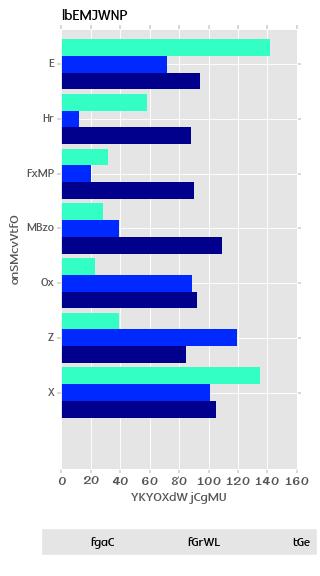 lbEMJWNP
E
Hr
FxMP
MBzo
Ox
Z
X
onSMcvVtfO
0 20 40 60 80 100 120 140 160
YKYOXdW jCgMU
fgaC fGrWL tGe